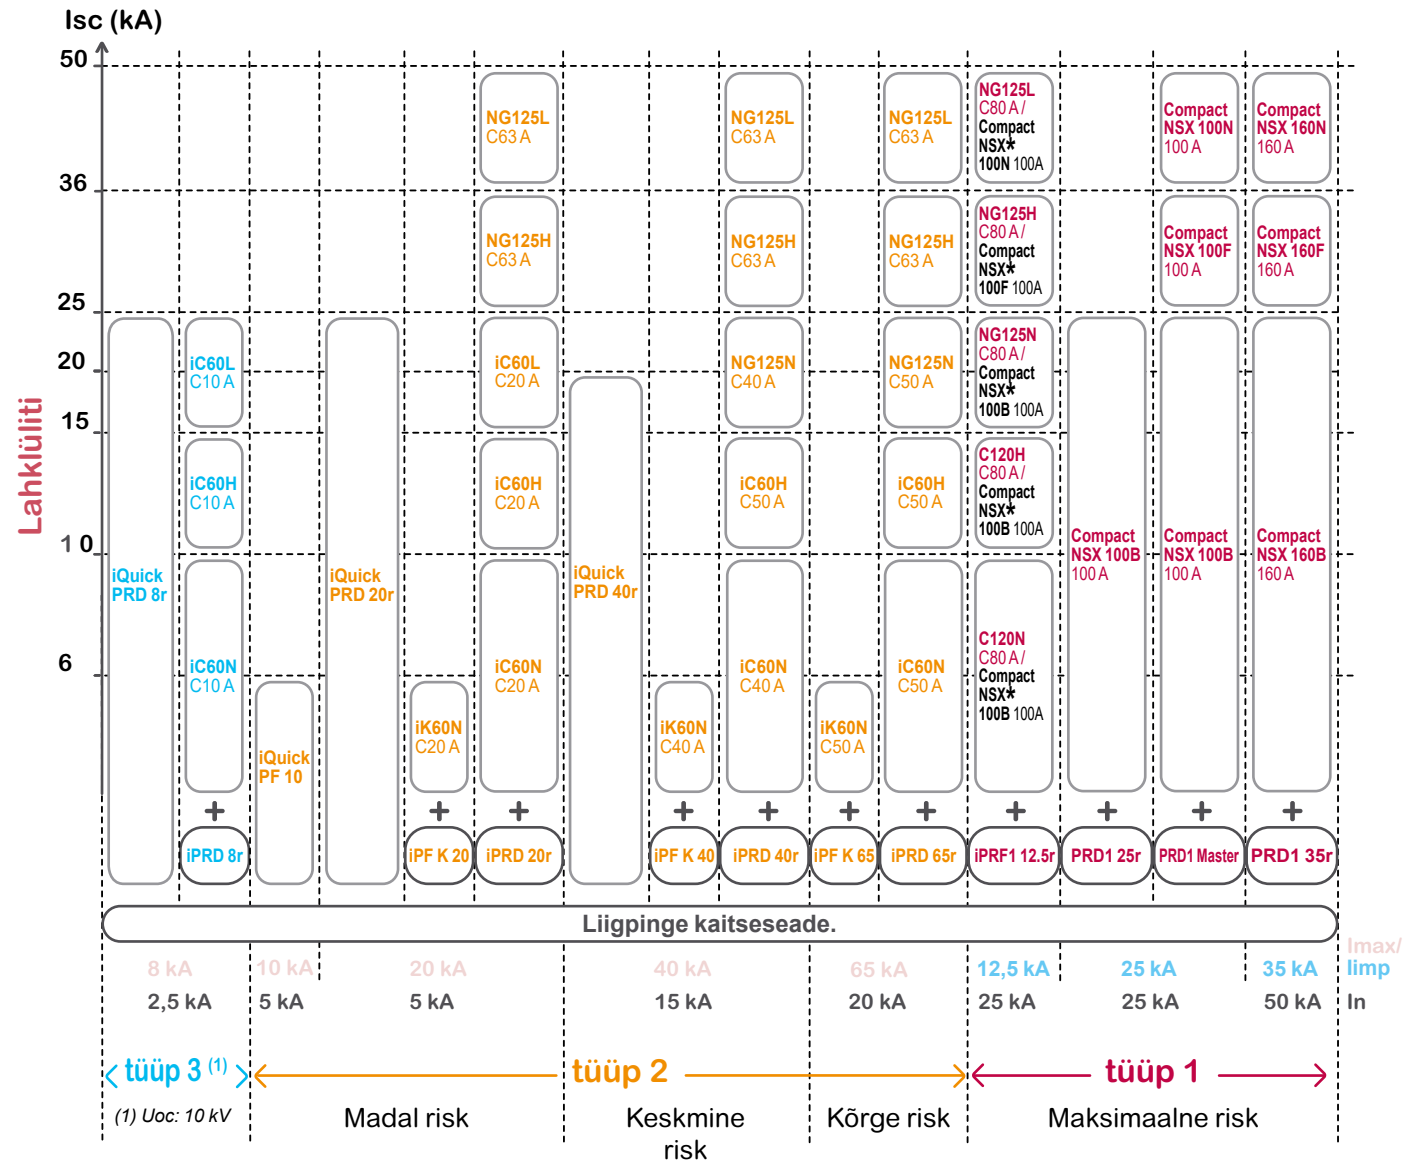 Isc (kA)
50
36
25
20
15
10
6
Lahklüliti
iQuick
PRD 8r
iC60L
C10 A
iC60H
C10 A
iC60N
C10 A
+
iPRD 8r
iQuick
PF 10
iQuick
PRD 20r
iK60N
C20 A
+
iPF K 20
NG125L
C63 A
NG125H
C63 A
iC60L
C20 A
iC60H
C20 A
iC60N
C20 A
+
iPRD 20r
iQuick
PRD 40r
iK60N
C40 A
+
iPF K 40
NG125L
C63 A
NG125H
C63 A
NG125N
C40 A
iC60H
C50 A
iC60N
C40 A
+
iPRD 40r
iK60N
C50 A
+
iPF K 65
NG125L
C63 A
NG125H
C63 A
NG125N
C50 A
iC60H
C50 A
iC60N
C50 A
+
iPRD 65r
NG125L
C80 A /
Compact
NSX*
100N 100A
NG125H
C80 A /
Compact
NSX*
100F 100A
NG125N
C80 A /
Compact
NSX*
100B 100A
C120H
C80 A /
Compact
NSX*
100B 100A
C120N
C80 A /
Compact
NSX*
100B 100A
+
iPRF1 12.5r
Compact
NSX 100B
100 A
+
PRD1 25r
Compact
NSX 100N
100 A
Compact
NSX 100F
100 A
Compact
NSX 100B
100 A
+
PRD1 Master
Compact
NSX 160N
160 A
Compact
NSX 160F
160 A
Compact
NSX 160B
160 A
+
PRD1 35r
Liigpinge kaitseseade.
Imax/
8 kA 10 kA 20 kA 40 kA 65 kA 12,5 kA 25 kA 35 kA limp
2,5 kA 5 kA 5 kA 15 kA 20 kA 25 kA 25 kA 50 kA In
tüüp 3 (1) tüüp 2 tüüp 1
(1) Uoc: 10 kV Madal risk Keskmine Kõrge risk Maksimaalne risk
risk